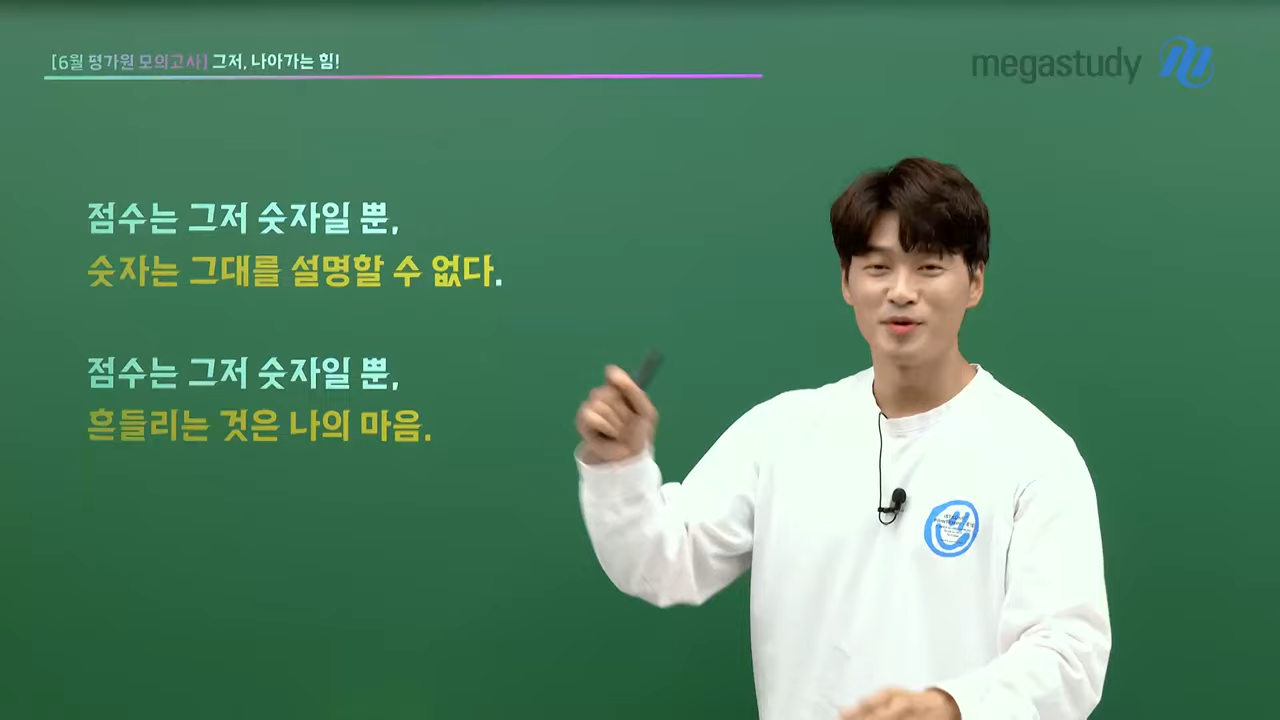 [6월 평가원 모의고사] 그저, 나아가는 힘!
megastudy
점수는 그저 숫자일 뿐,
숫자는 그대를 설명할 수 없다.
점수는 그저 숫자일 뿐,
흔들리는 것은 나의 마음.